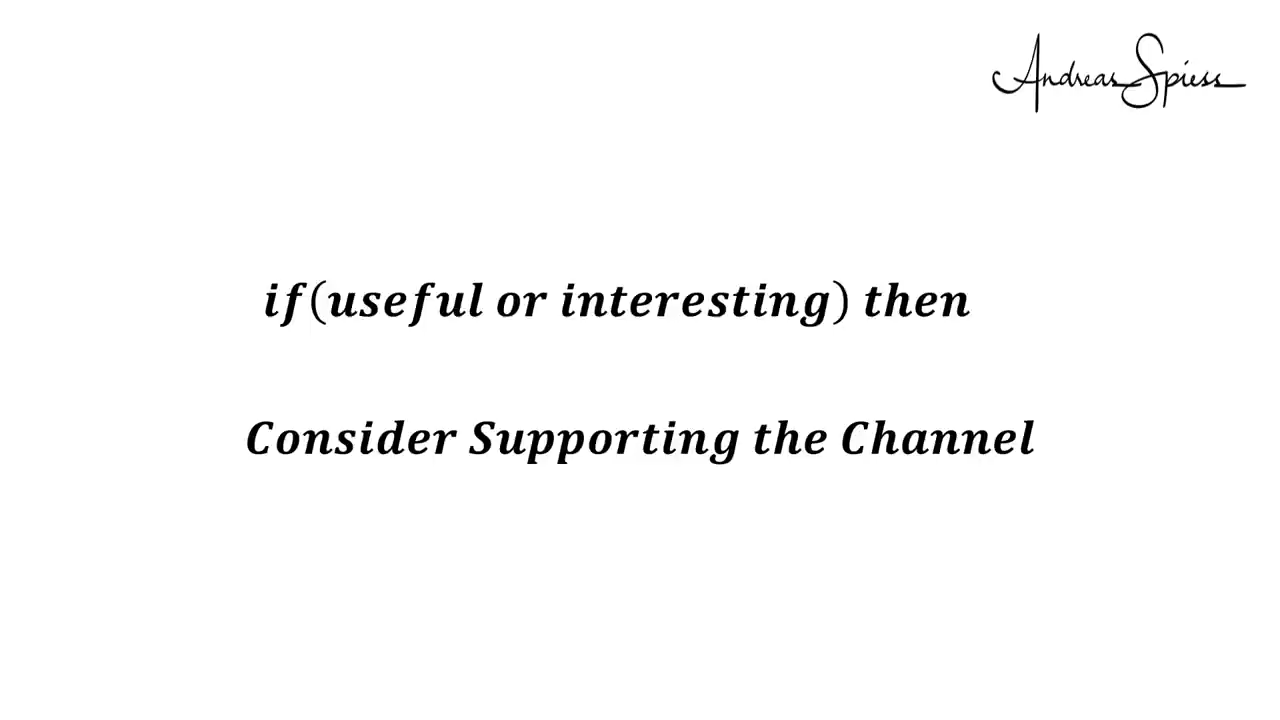 Andreas Spiess
if(useful or interesting) then
Consider Supporting the Channel